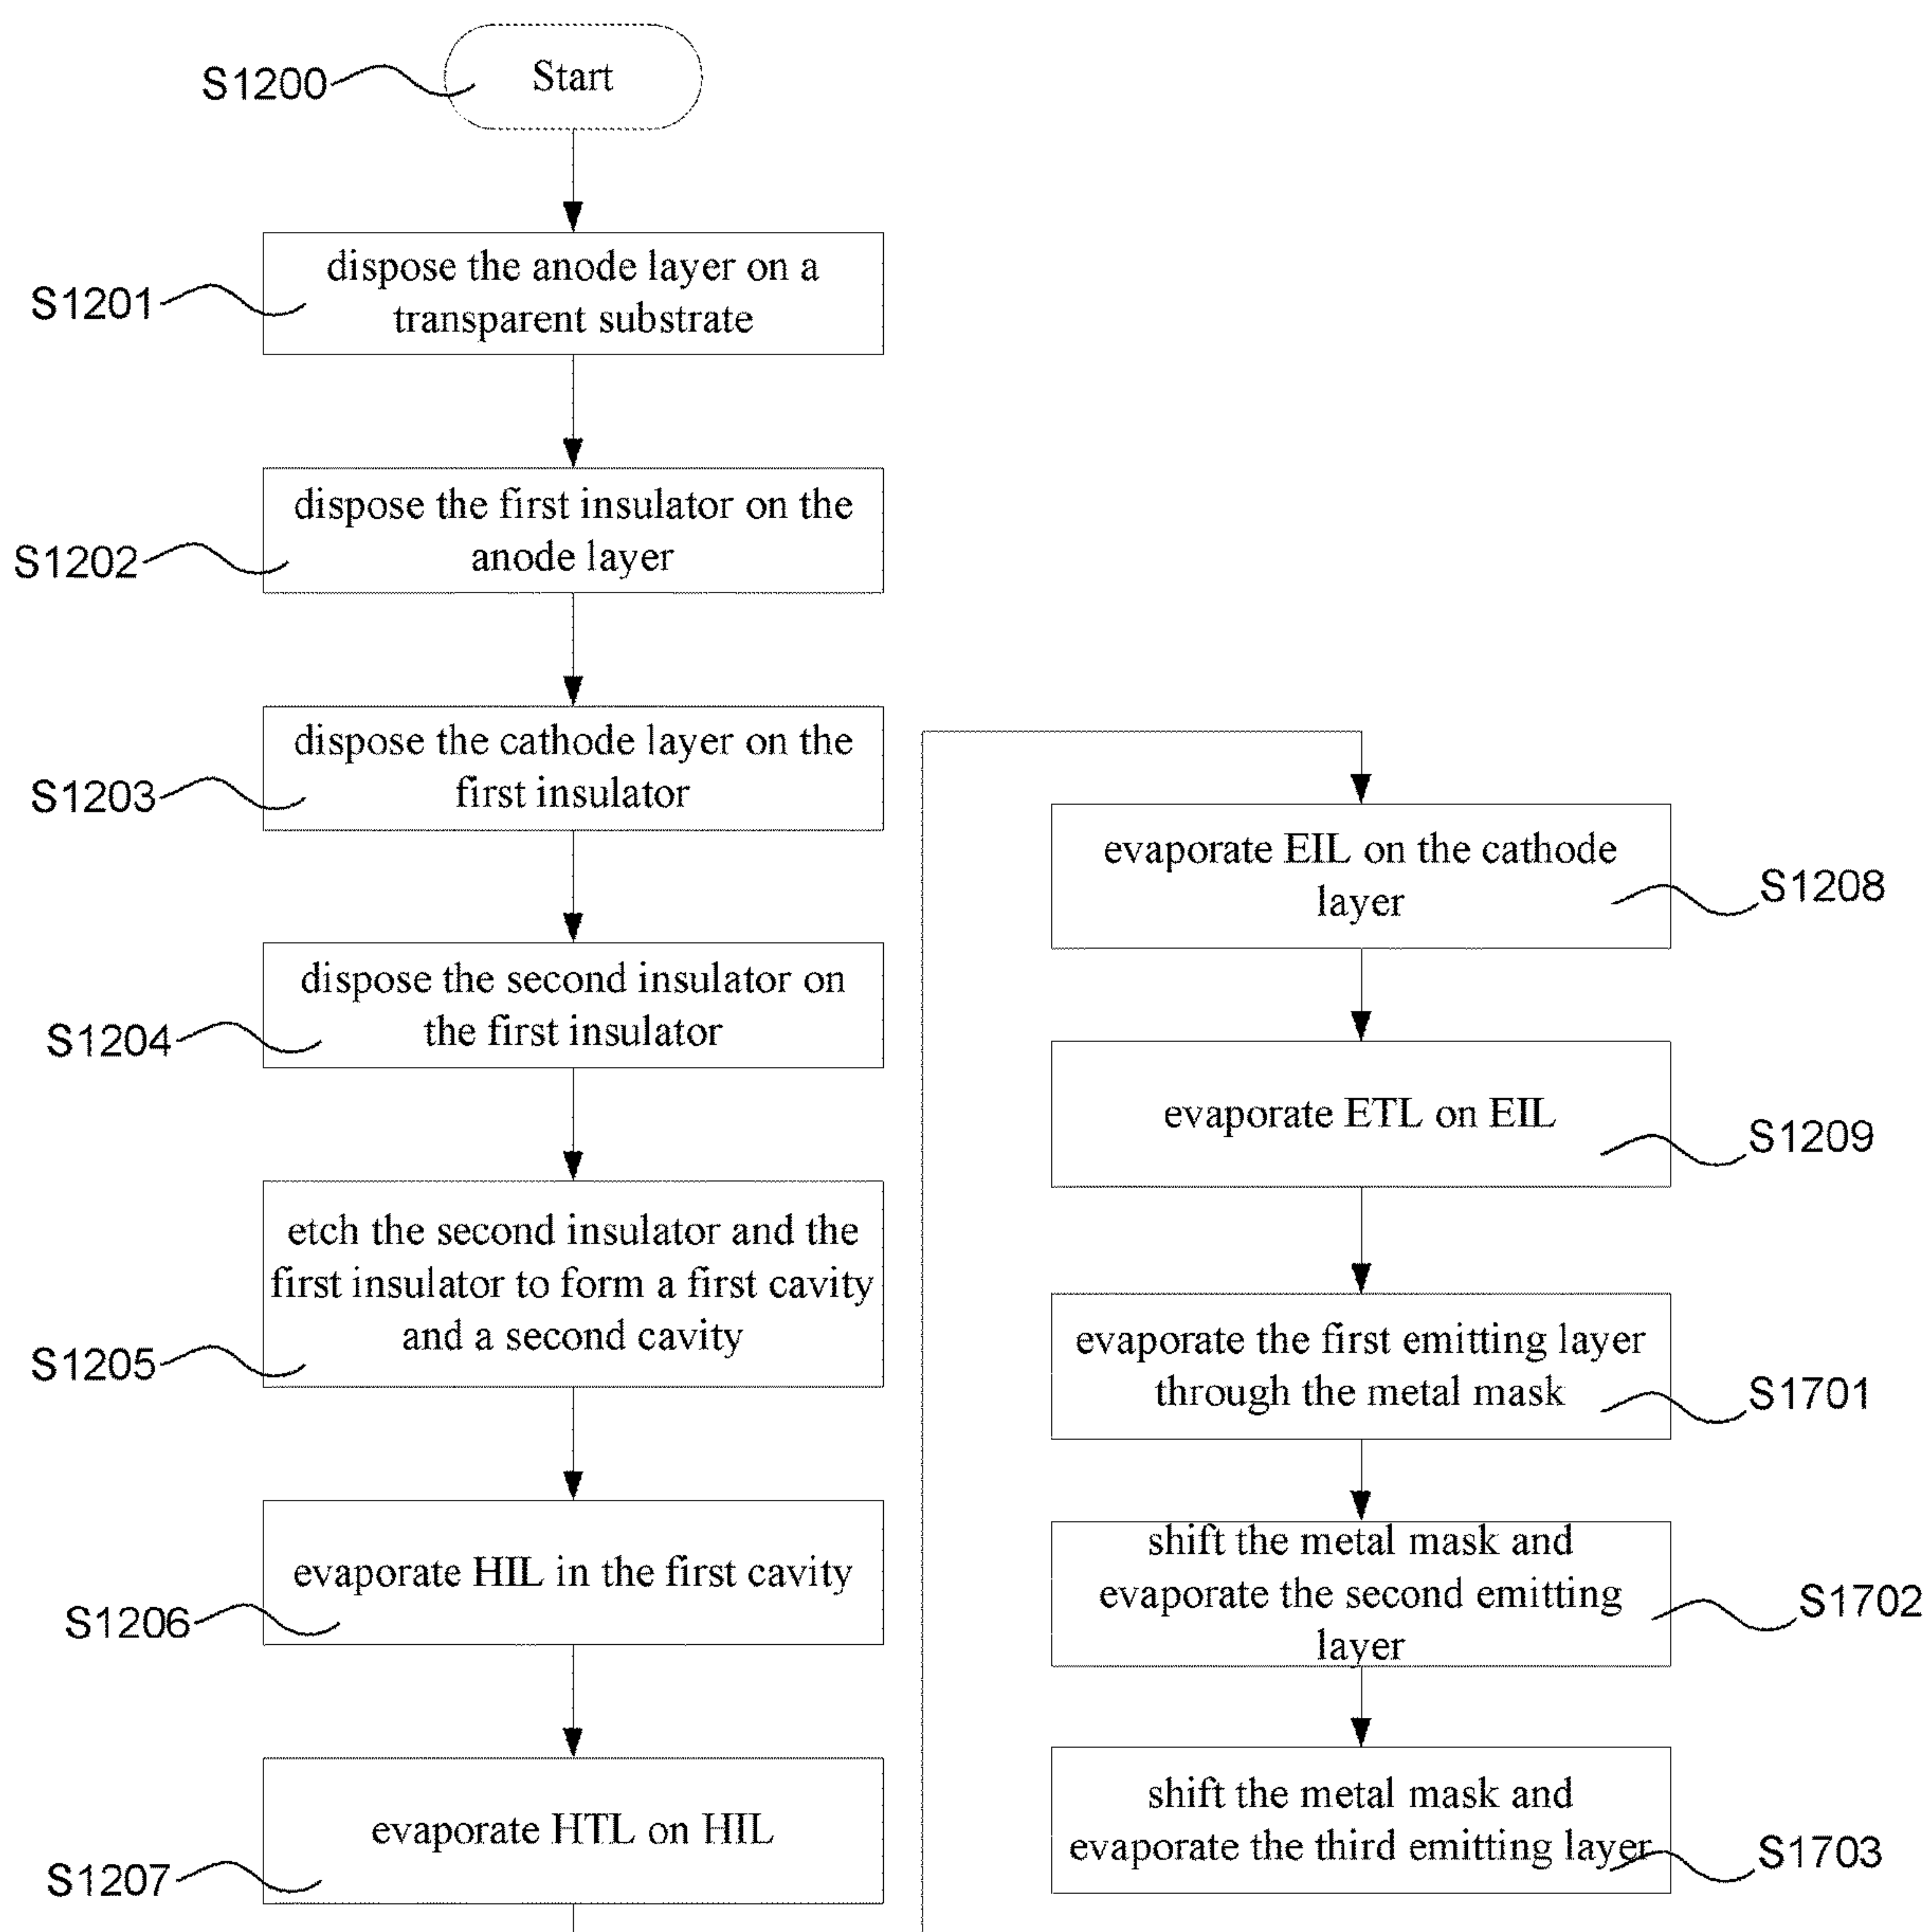 S1200
Start
S1201
dispose the anode layer on a
transparent substrate
S1202
dispose the first insulator on the
anode layer
S1203
dispose the cathode layer on the
first insulator
S1204
dispose the second insulator on
the first insulator
S1205
etch the second insulator and the
first insulator to form a first cavity
and a second cavity
S1206
evaporate HIL in the first cavity
S1207
evaporate HTL on HIL
evaporate EIL on the cathode
layer
S1208
evaporate ETL on EIL
S1209
evaporate the first emitting layer
through the metal mask
S1701
shift the metal mask and
evaporate the second emitting
layer
S1702
shift the metal mask and
evaporate the third emitting layer
S1703